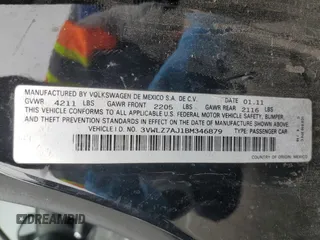 MANUFACTURED BY VOLKSWAGEN DE MEXICO S.A. DE C.V. DATE 01.11
GVWR 4211 LBS GAWR FRONT 2205 LBS GAWR REAR 2116 LBS
THIS VEHICLE CONFORMS TO ALL APPLICABLE FEDERAL MOTOR VEHICLE SAFETY, BUMPER,
AND THEFT PREVENTION STANDARDS IN EFFECT ON THE DATE OF MANUFACTURE SHOWN ABOVE.
VEHICLE I.D. NO.: 3VWLZ7AJ1BM346879 TYPE: PASSENGER CAR
DREAMBID